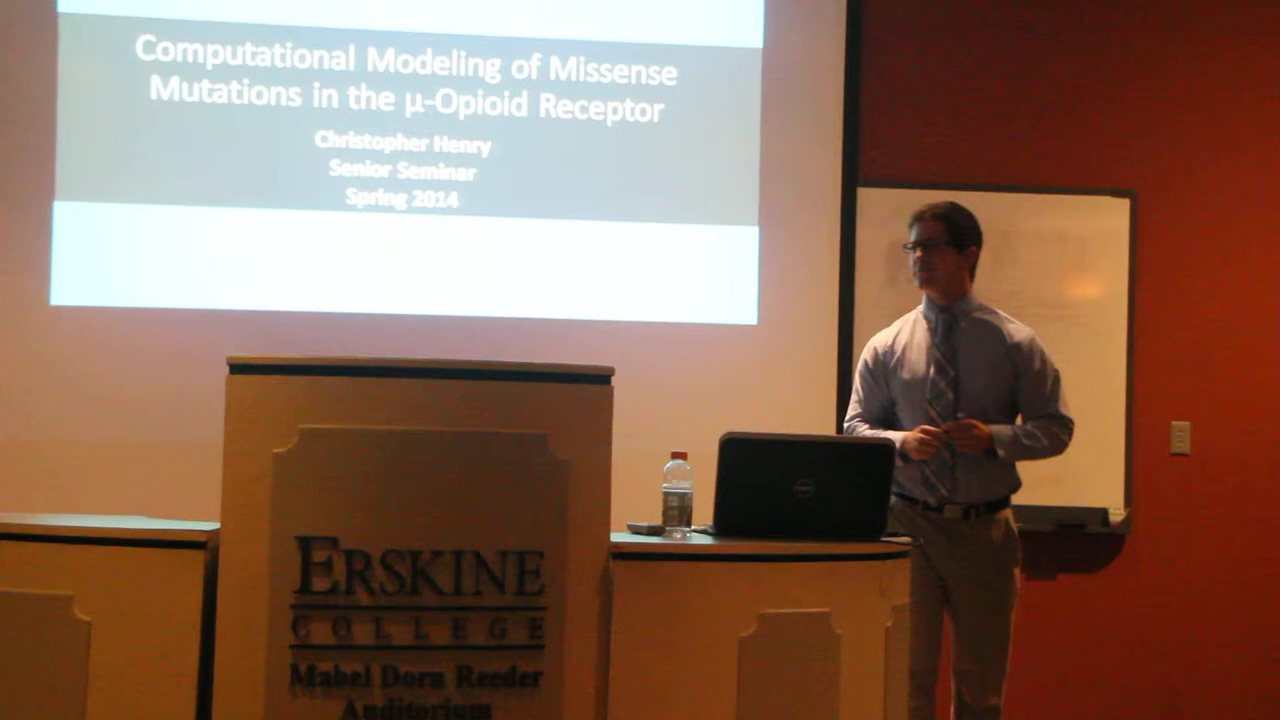 Computational Modeling of Missense
Mutations in the μ-Opioid Receptor
Christopher Henry
Senior Seminar
Spring 2014
ERSKINE
COLLEGE
Mabel Dorn Reeder
Auditorium